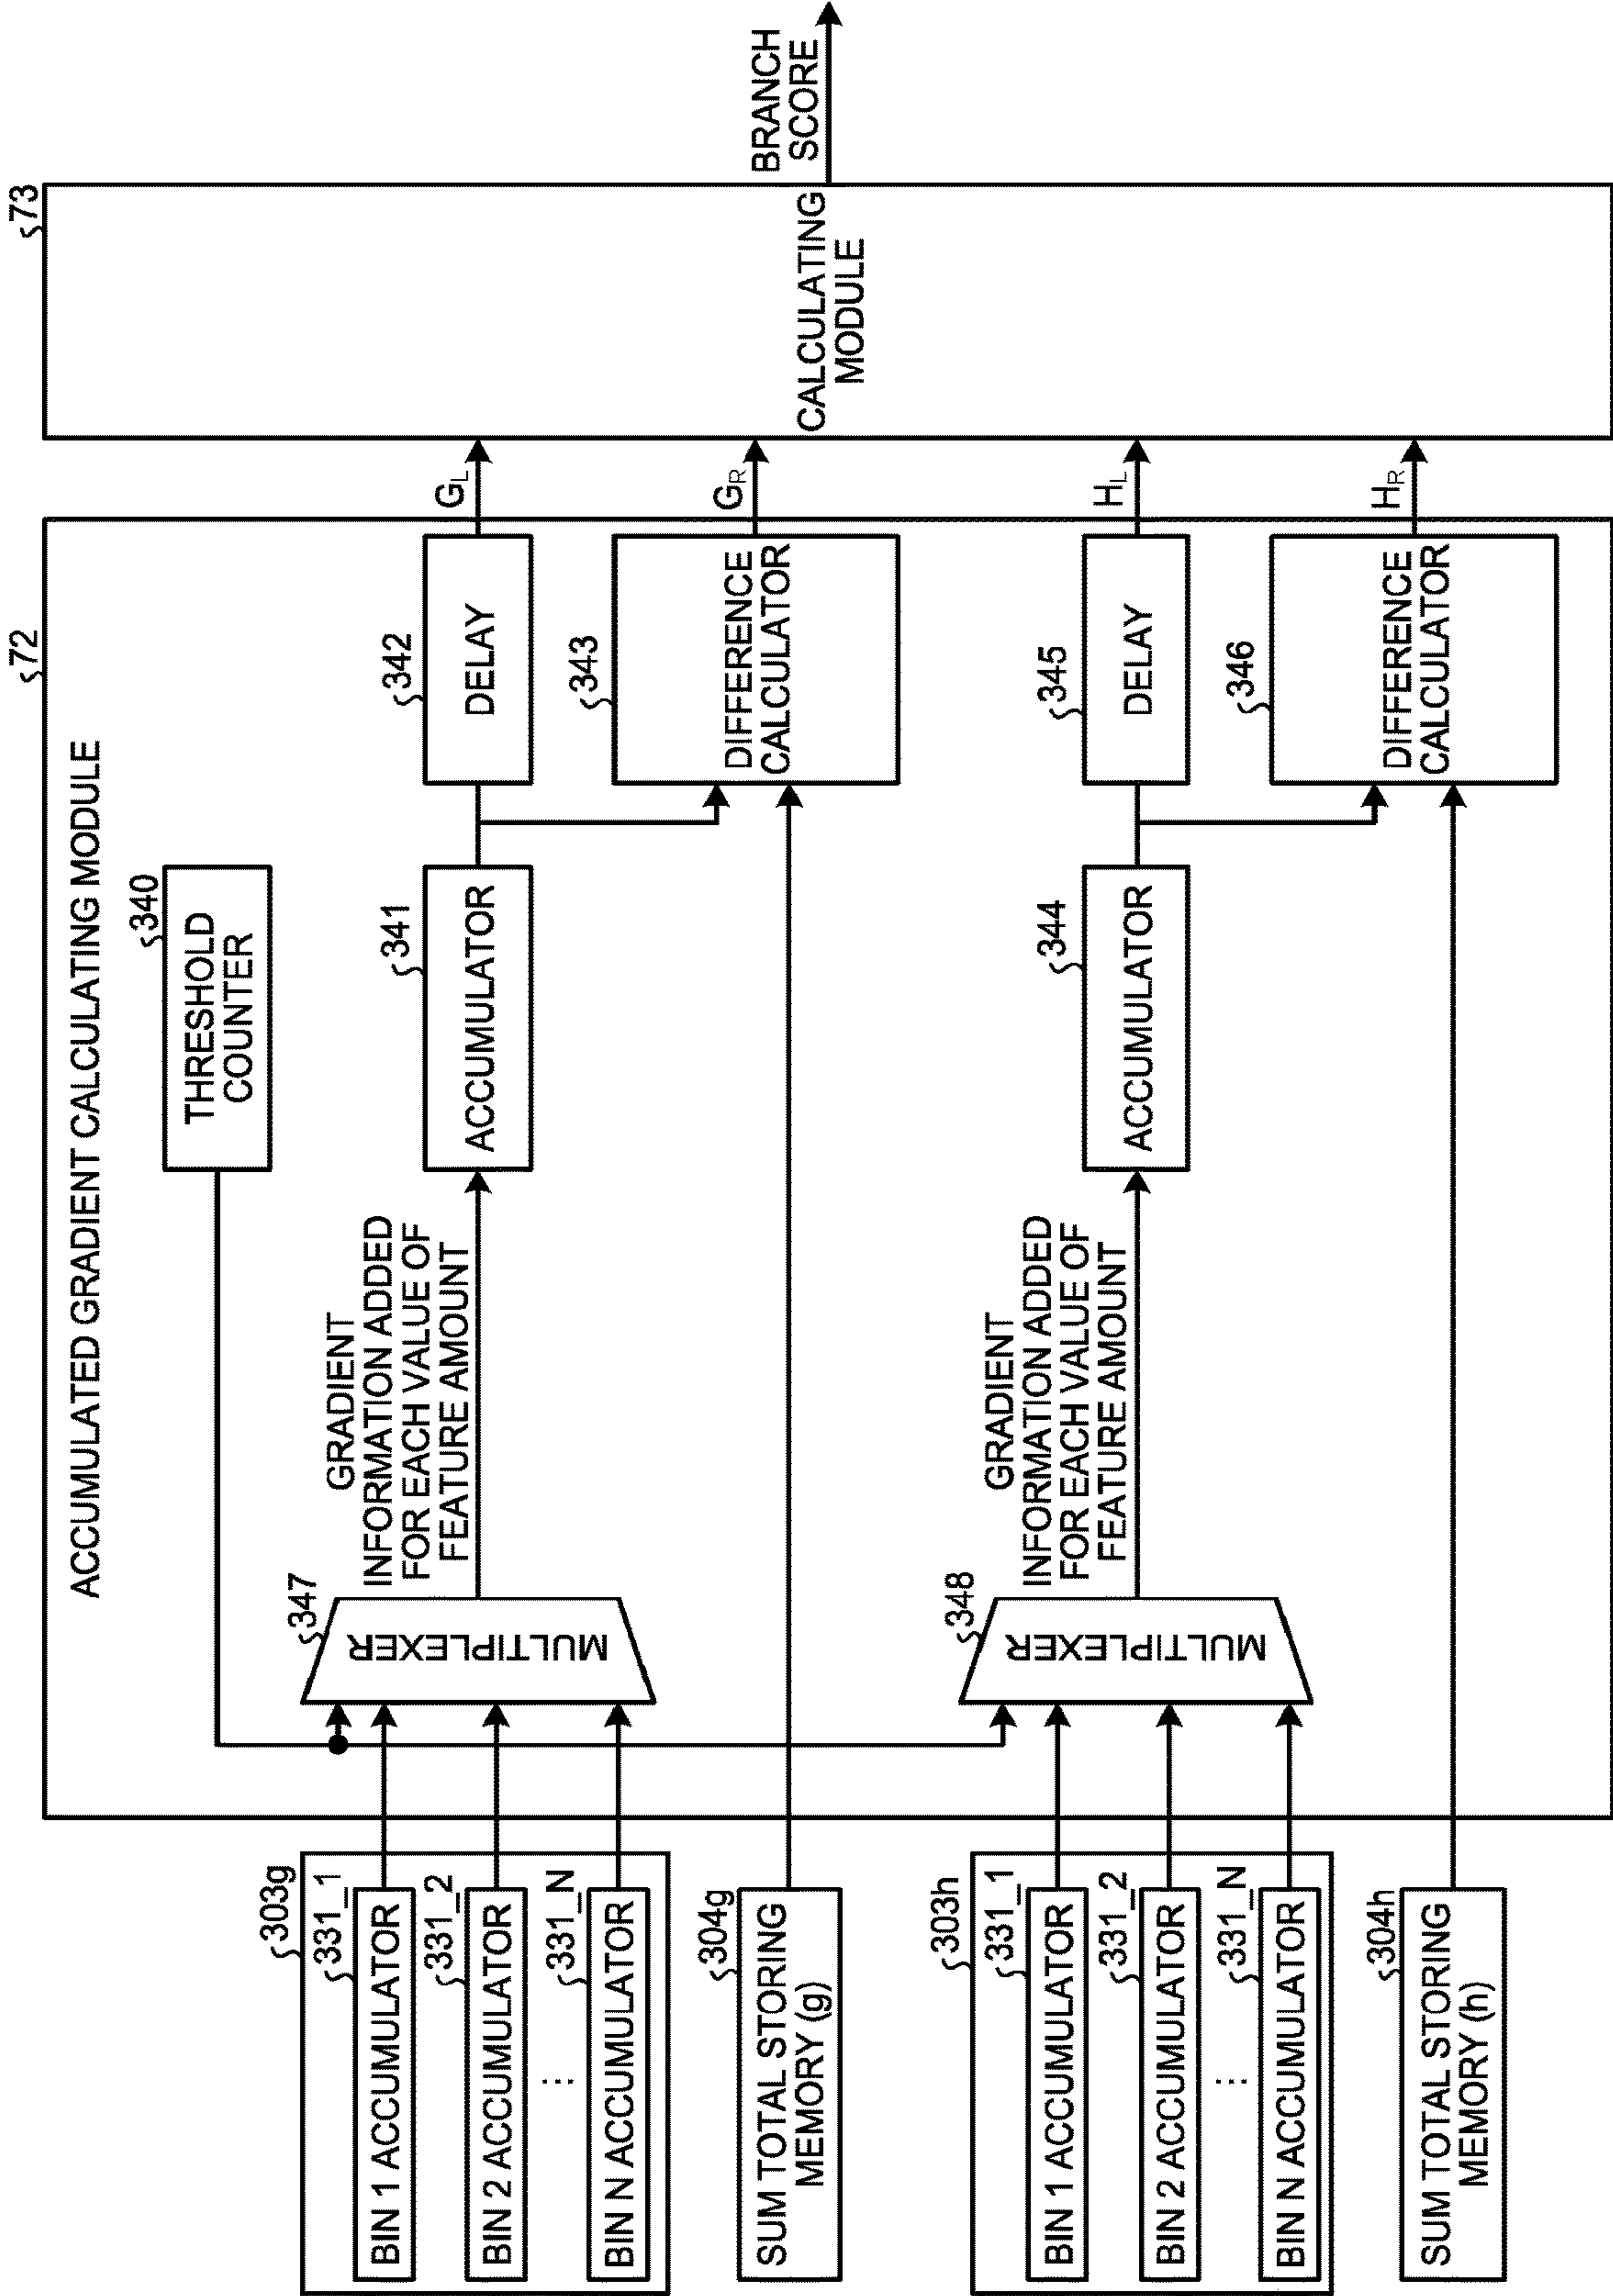 72
73
ACCUMULATED GRADIENT CALCULATING MODULE
340
THRESHOLD
COUNTER
303g
331_1
BIN 1 ACCUMULATOR
331_2
BIN 2 ACCUMULATOR
⋮
331_N
BIN N ACCUMULATOR
347
MULTIPLEXER
GRADIENT
INFORMATION ADDED
FOR EACH VALUE OF
FEATURE AMOUNT
341
ACCUMULATOR
342
DELAY
GL
343
DIFFERENCE
CALCULATOR
GR
304g
SUM TOTAL STORING
MEMORY (g)
CALCULATING
MODULE
BRANCH
SCORE
303h
331_1
BIN 1 ACCUMULATOR
331_2
BIN 2 ACCUMULATOR
⋮
331_N
BIN N ACCUMULATOR
348
MULTIPLEXER
GRADIENT
INFORMATION ADDED
FOR EACH VALUE OF
FEATURE AMOUNT
344
ACCUMULATOR
345
DELAY
HL
346
DIFFERENCE
CALCULATOR
HR
304h
SUM TOTAL STORING
MEMORY (h)